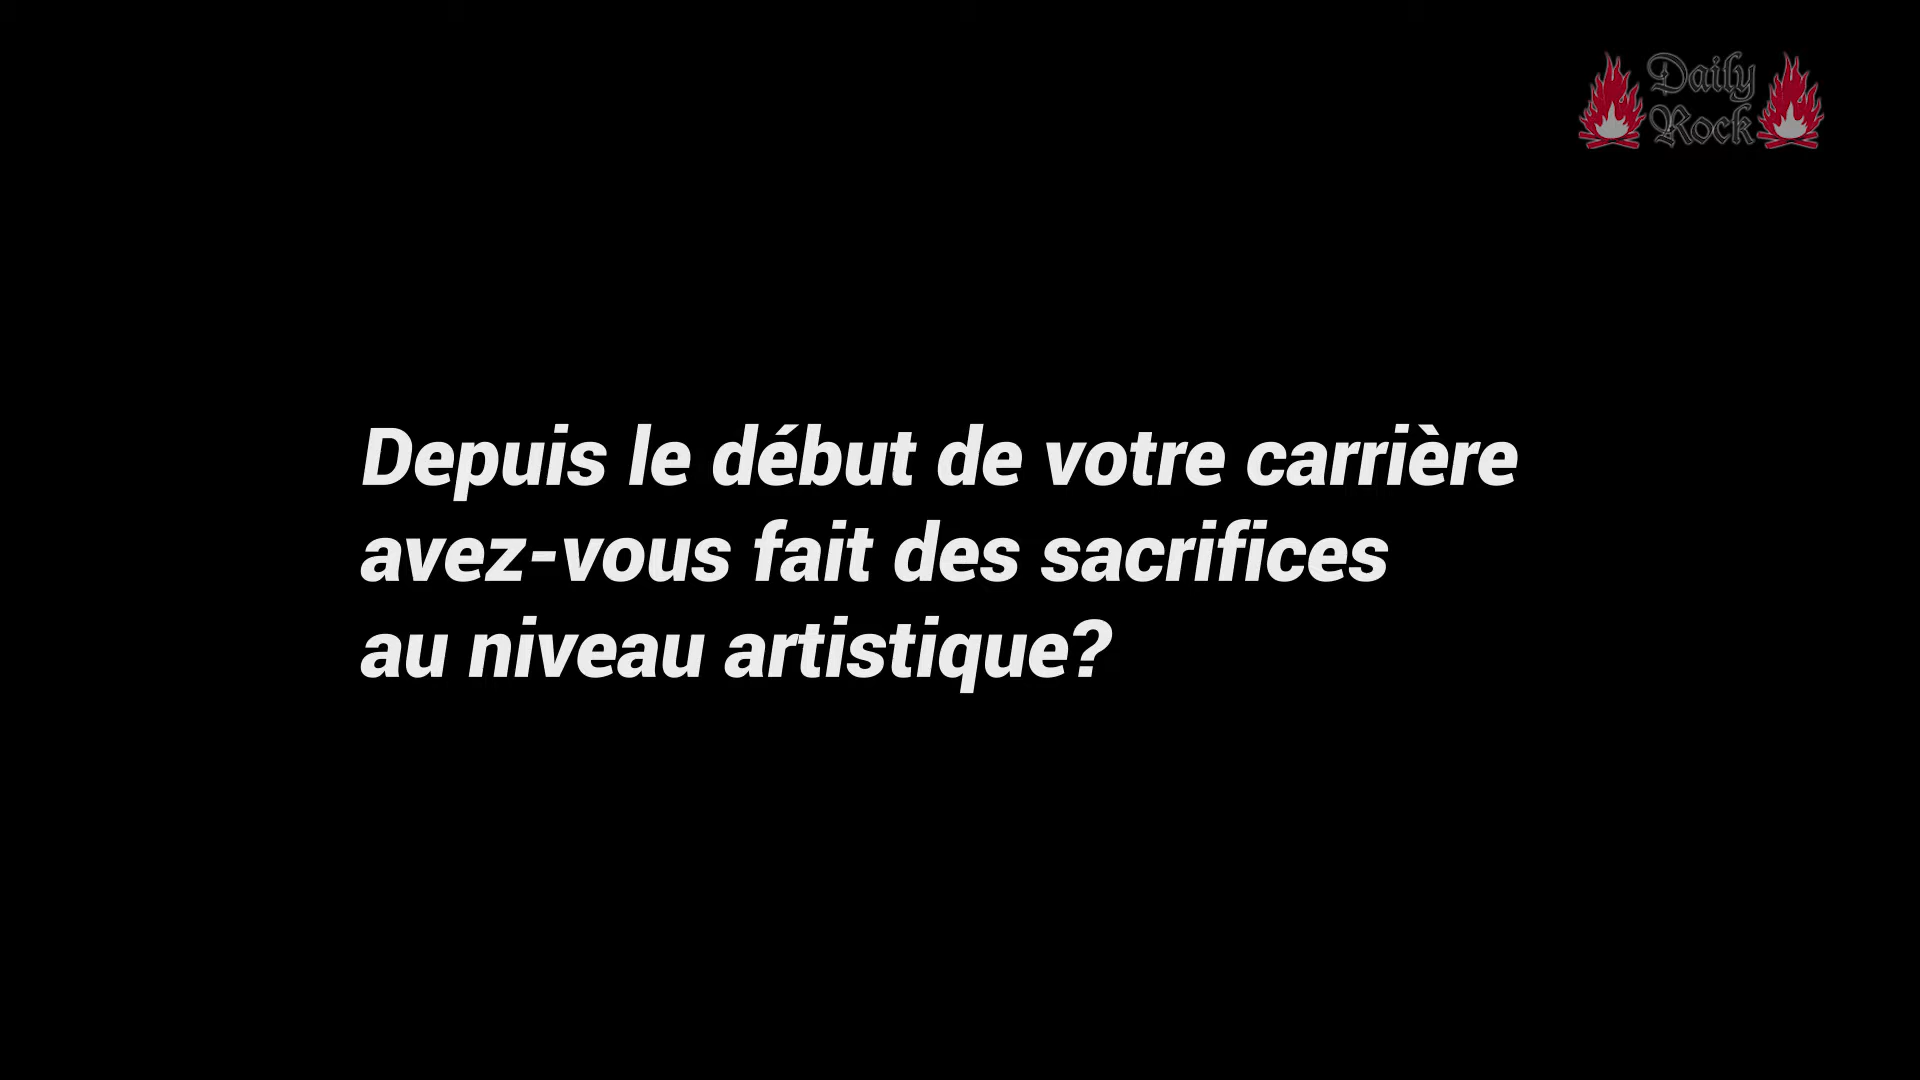 Daily
Rock
Depuis le début de votre carrière
avez-vous fait des sacrifices
au niveau artistique?